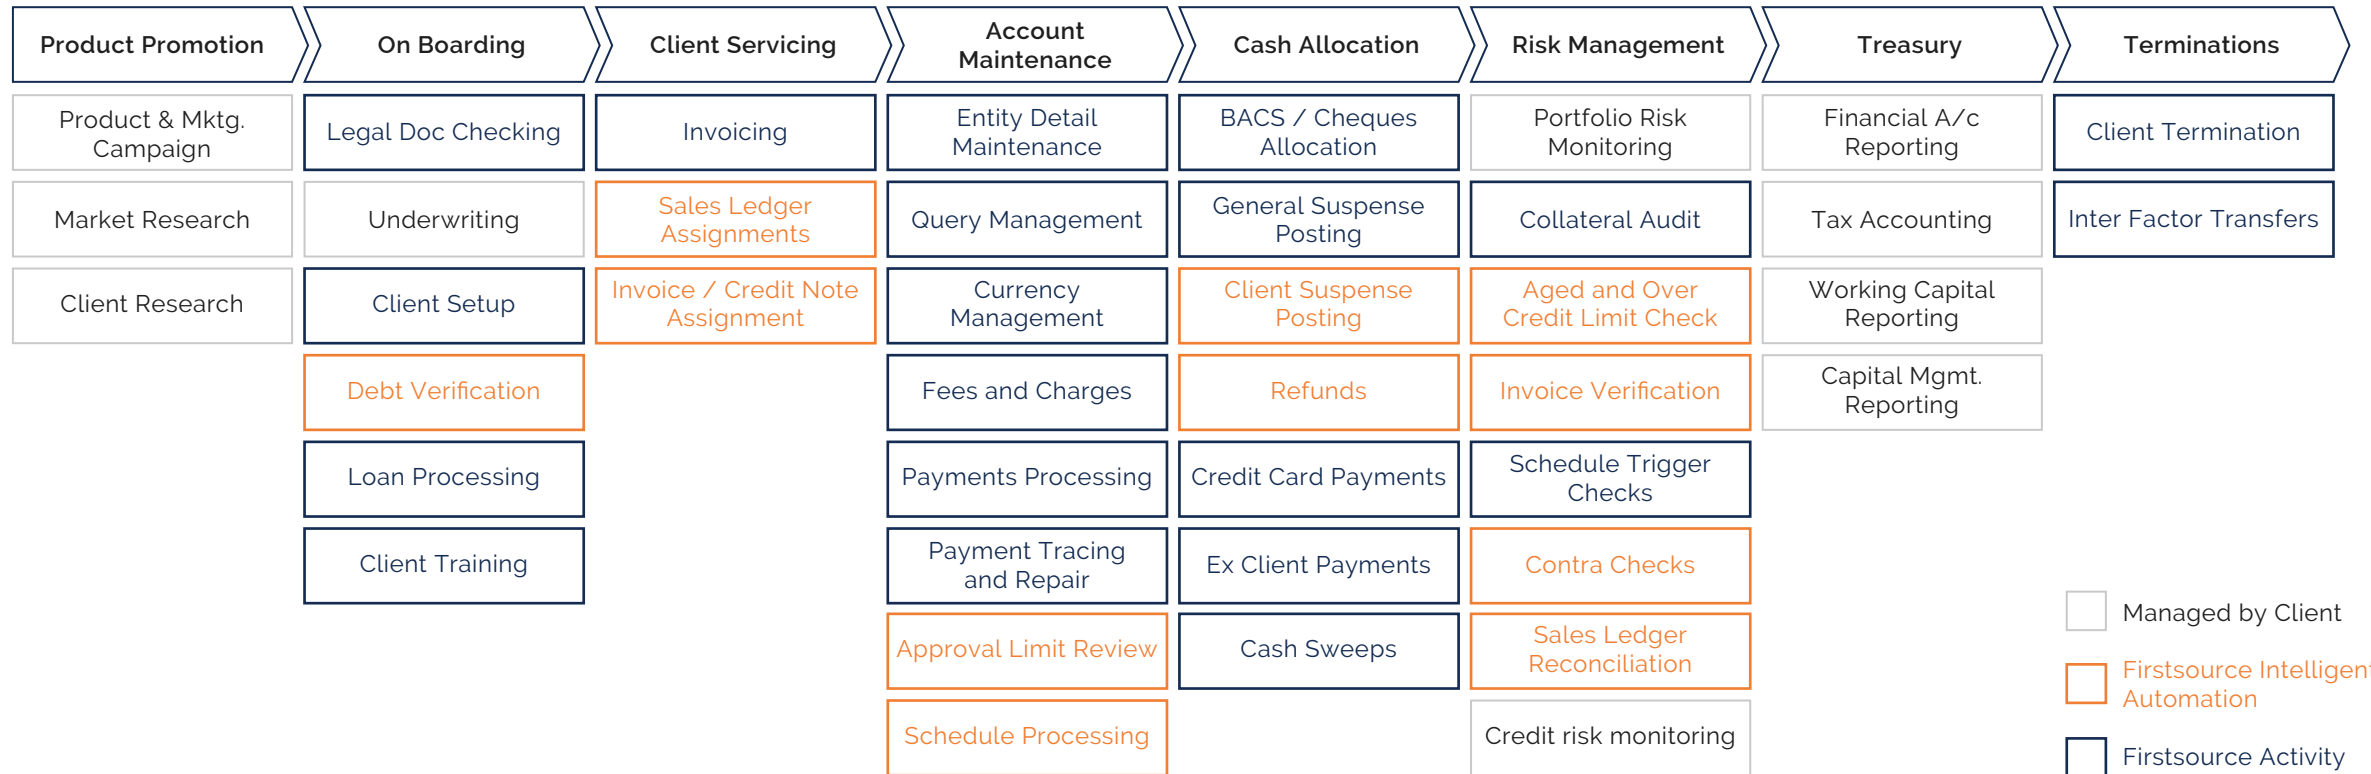 Product Promotion
On Boarding
Client Servicing
Account
Maintenance
Cash Allocation
Risk Management
Treasury
Terminations
Product & Mktg.
Campaign
Market Research
Client Research
Legal Doc Checking
Underwriting
Client Setup
Debt Verification
Loan Processing
Client Training
Invoicing
Sales Ledger
Assignments
Invoice / Credit Note
Assignment
Entity Detail
Maintenance
Query Management
Currency
Management
Fees and Charges
Payments Processing
Payment Tracing
and Repair
Approval Limit Review
Schedule Processing
BACS / Cheques
Allocation
General Suspense
Posting
Client Suspense
Posting
Refunds
Credit Card Payments
Ex Client Payments
Cash Sweeps
Portfolio Risk
Monitoring
Collateral Audit
Aged and Over
Credit Limit Check
Invoice Verification
Schedule Trigger
Checks
Contra Checks
Sales Ledger
Reconciliation
Credit risk monitoring
Financial A/c
Reporting
Tax Accounting
Working Capital
Reporting
Capital Mgmt.
Reporting
Client Termination
Inter Factor Transfers
Managed by Client
Firstsource Intelligent
Automation
Firstsource Activity